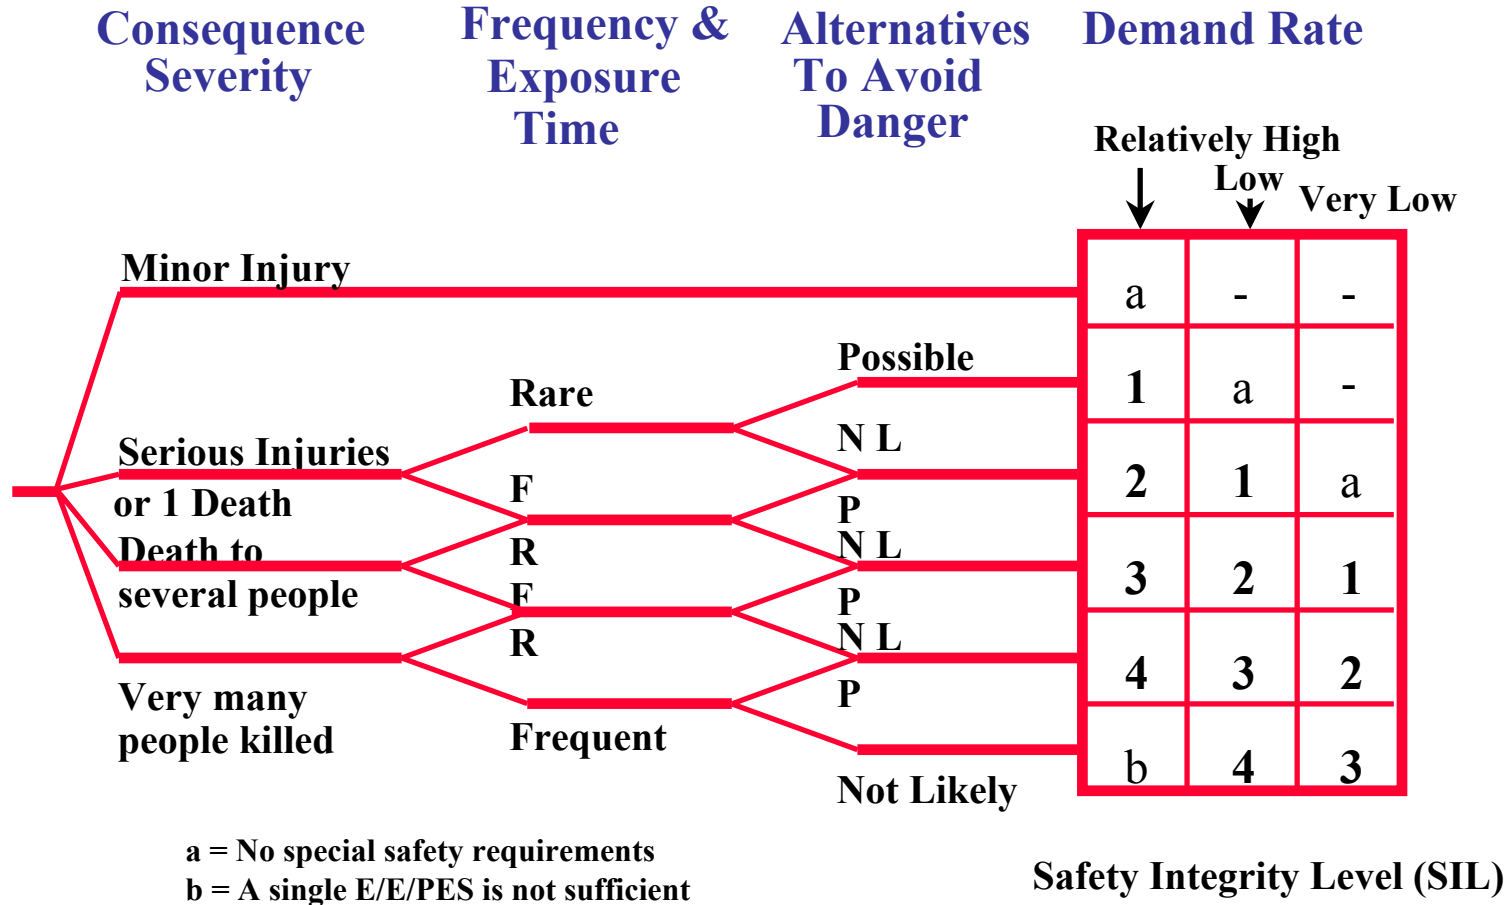 Consequence
Severity
Frequency &
Exposure
Time
Alternatives
To Avoid
Danger
Demand Rate
Relatively High
Low
Very Low
Minor Injury
a - -
Possible
Rare
1 a -
Serious Injuries
or 1 Death
N L
F
2 1 a
P
Death to
several people
R
N L
F
3 2 1
P
R
N L
4 3 2
P
Very many
people killed
Frequent
b 4 3
Not Likely
a = No special safety requirements
b = A single E/E/PES is not sufficient
Safety Integrity Level (SIL)